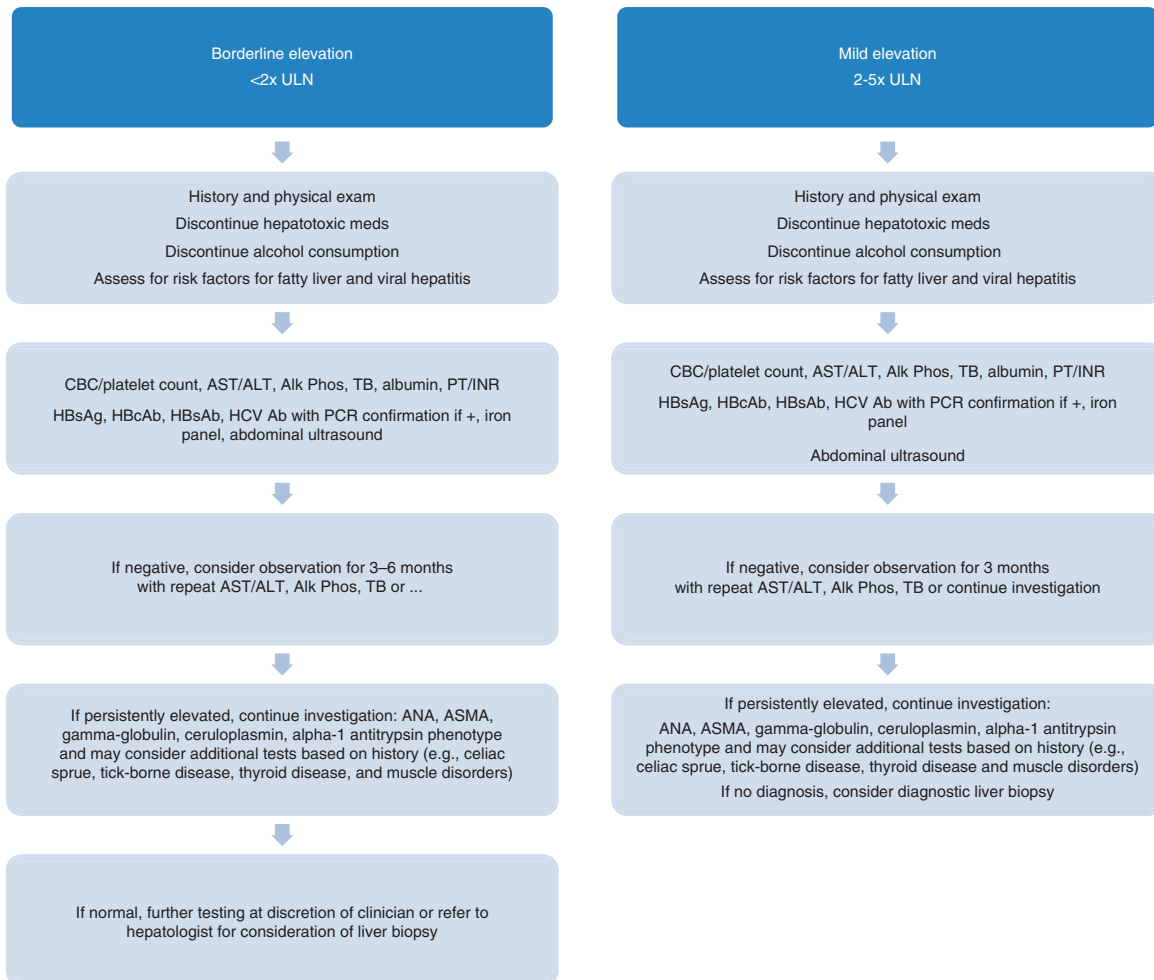 Borderline elevation
<2x ULN
History and physical exam
Discontinue hepatotoxic meds
Discontinue alcohol consumption
Assess for risk factors for fatty liver and viral hepatitis
CBC/platelet count, AST/ALT, Alk Phos, TB, albumin, PT/INR
HBsAg, HBcAb, HBsAb, HCV Ab with PCR confirmation if +, iron
panel, abdominal ultrasound
If negative, consider observation for 3–6 months
with repeat AST/ALT, Alk Phos, TB or ...
If persistently elevated, continue investigation: ANA, ASMA,
gamma-globulin, ceruloplasmin, alpha-1 antitrypsin phenotype
and may consider additional tests based on history (e.g., celiac
sprue, tick-borne disease, thyroid disease, and muscle disorders)
If normal, further testing at discretion of clinician or refer to
hepatologist for consideration of liver biopsy
Mild elevation
2-5x ULN
History and physical exam
Discontinue hepatotoxic meds
Discontinue alcohol consumption
Assess for risk factors for fatty liver and viral hepatitis
CBC/platelet count, AST/ALT, Alk Phos, TB, albumin, PT/INR
HBsAg, HBcAb, HBsAb, HCV Ab with PCR confirmation if +, iron
panel
Abdominal ultrasound
If negative, consider observation for 3 months
with repeat AST/ALT, Alk Phos, TB or continue investigation
If persistently elevated, continue investigation:
ANA, ASMA, gamma-globulin, ceruloplasmin, alpha-1 antitrypsin
phenotype and may consider additional tests based on history (e.g.,
celiac sprue, tick-borne disease, thyroid disease and muscle disorders)
If no diagnosis, consider diagnostic liver biopsy